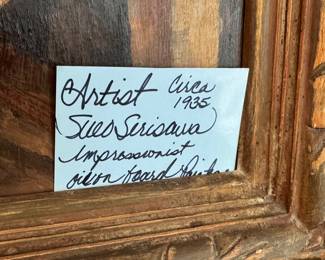 Artist Circa
1935
(Sueo Serisawa)
Impressionist
oil on board